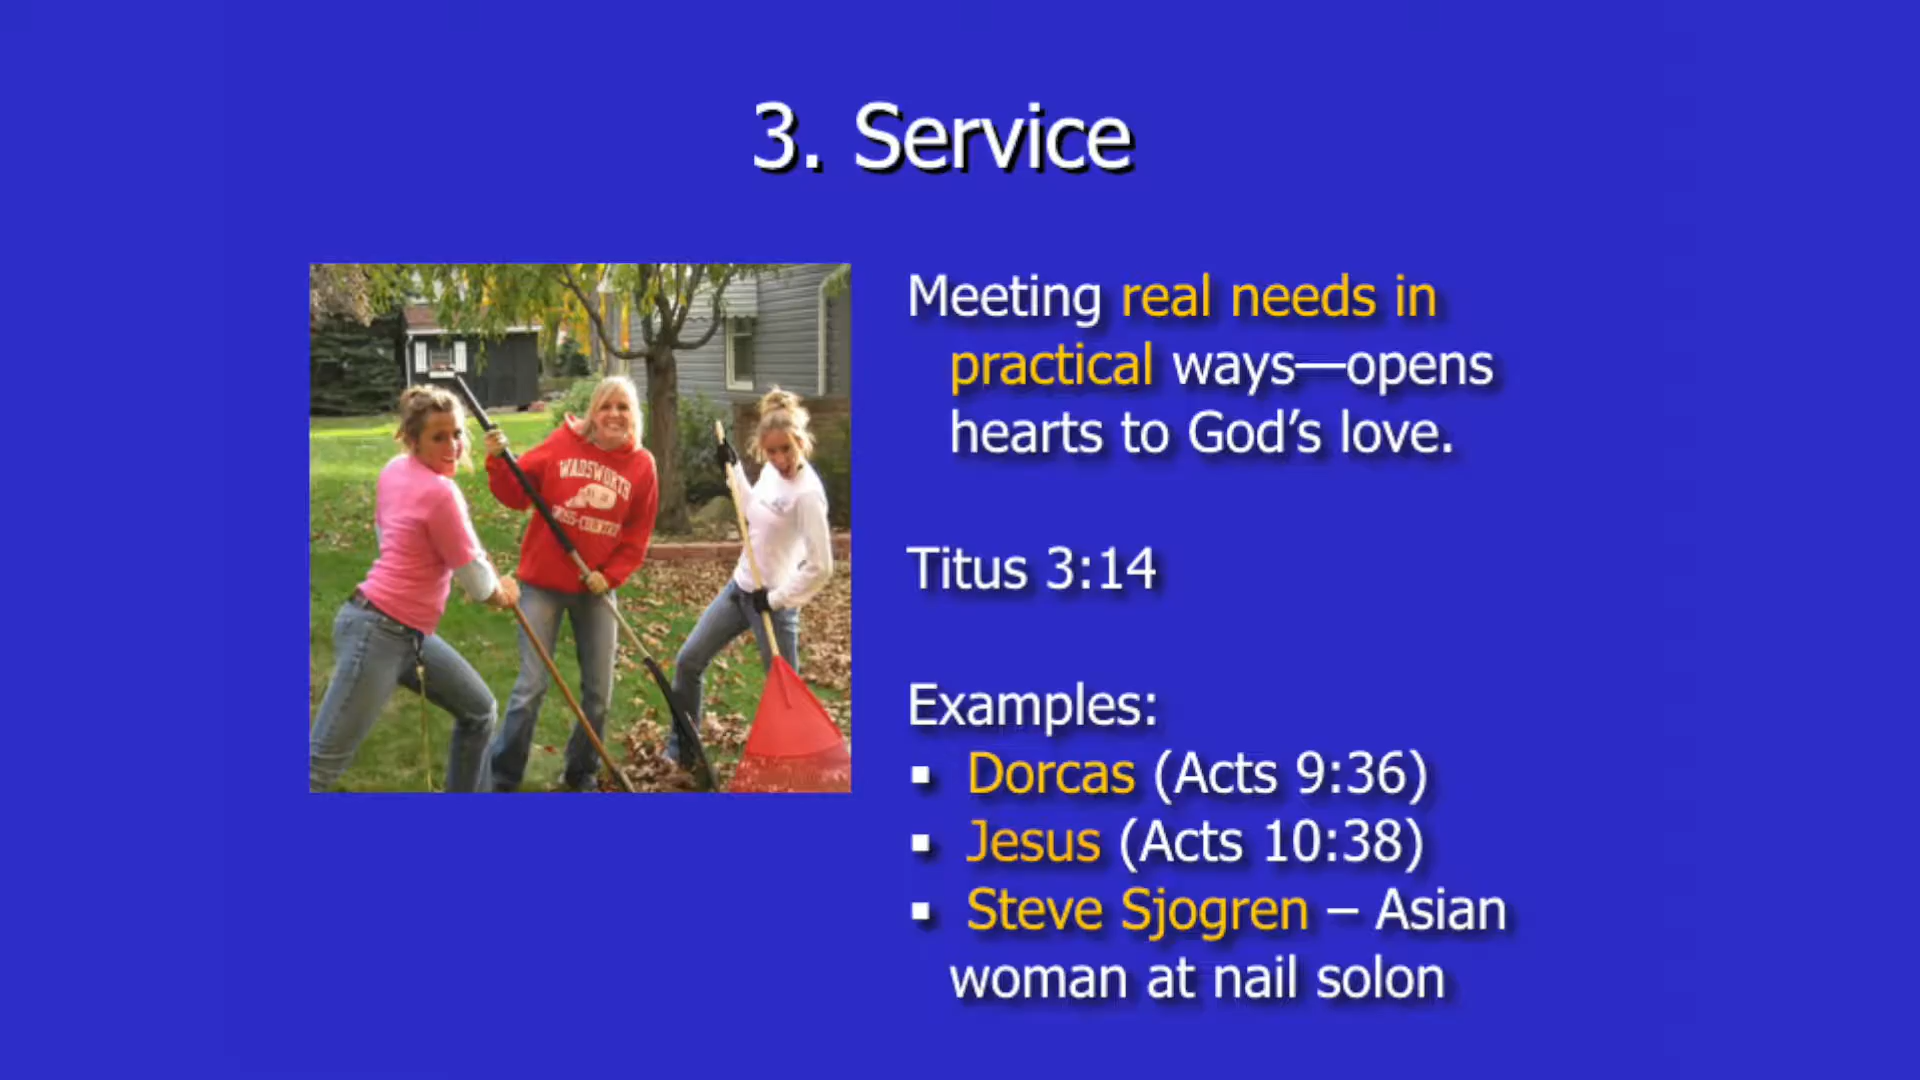 3. Service
Meeting real needs in
practical ways—opens
hearts to God’s love.
Titus 3:14
Examples:
▪ Dorcas (Acts 9:36)
▪ Jesus (Acts 10:38)
▪ Steve Sjogren – Asian
woman at nail solon
WADSWORTH